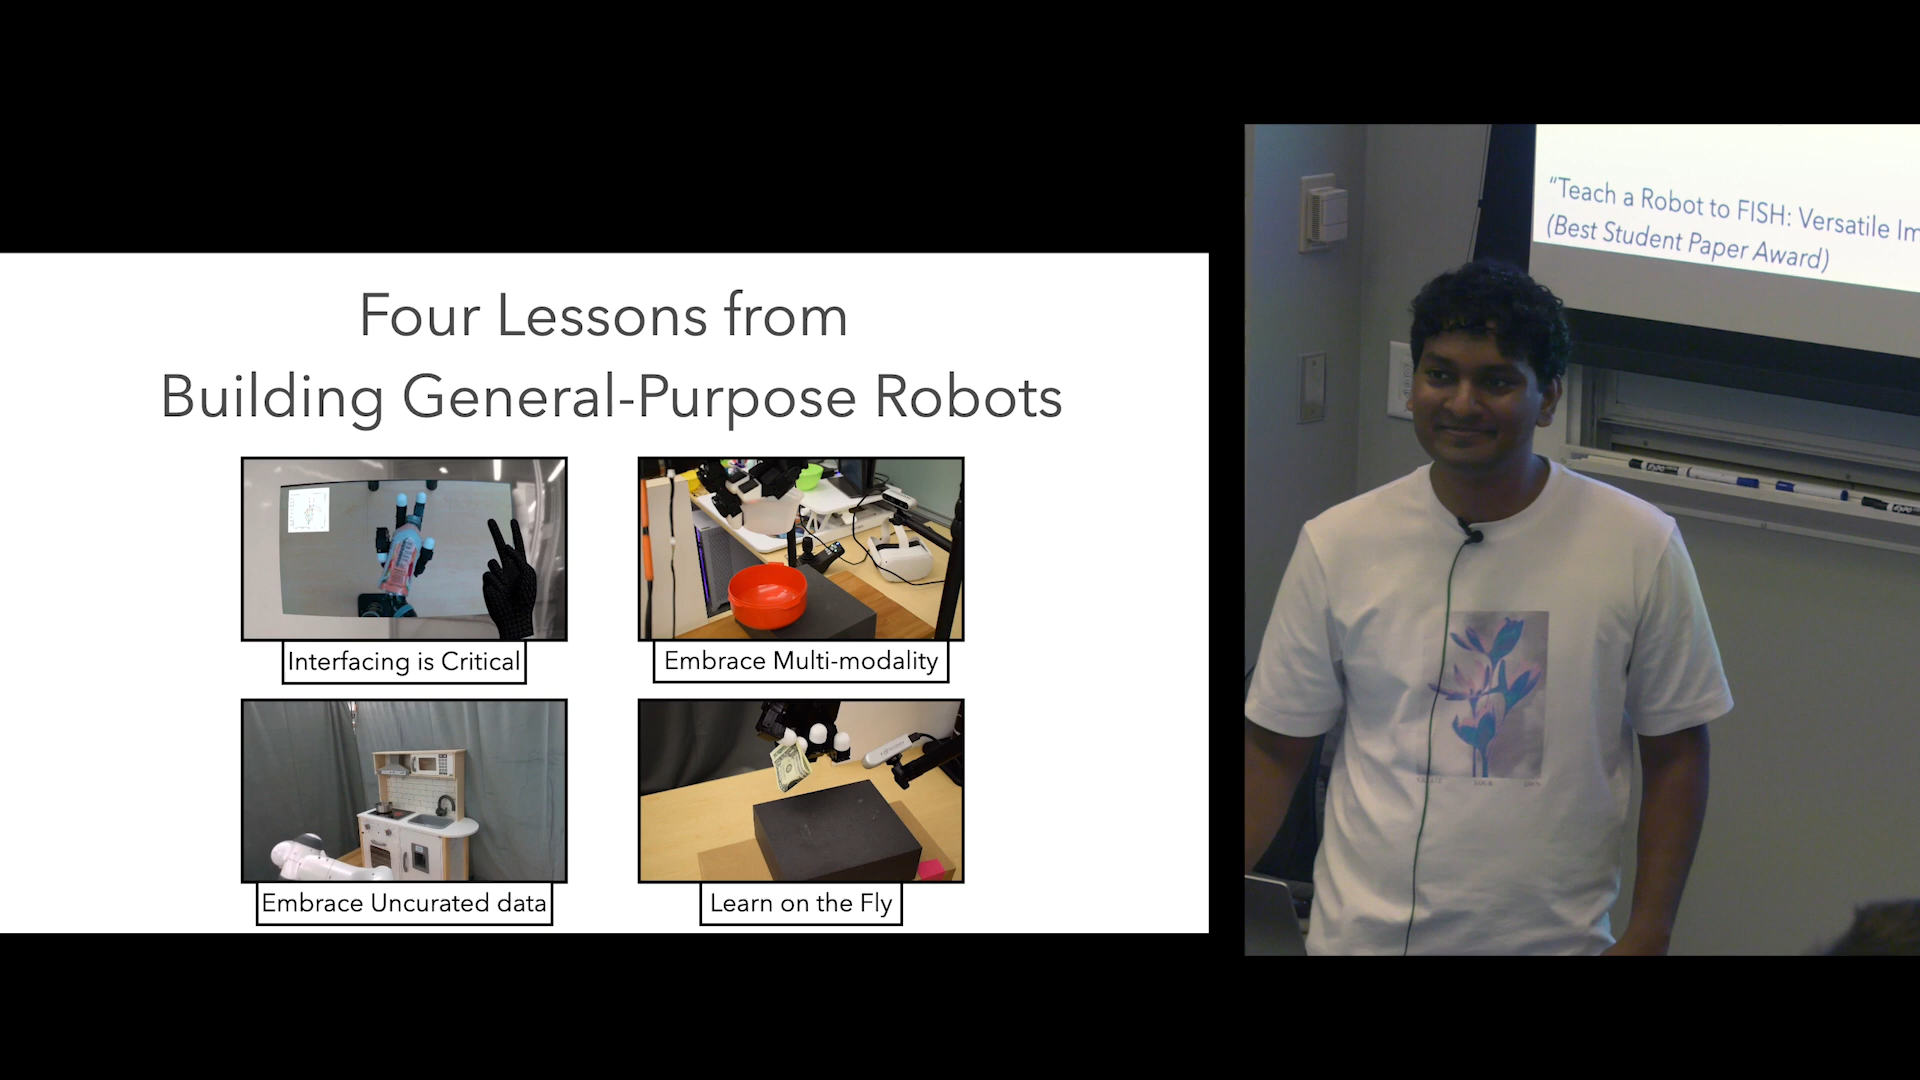 Four Lessons from
Building General-Purpose Robots
Interfacing is Critical
Embrace Multi-modality
Embrace Uncurated data
Learn on the Fly
“Teach a Robot to FISH: Versatile Im
(Best Student Paper Award)
EXPO